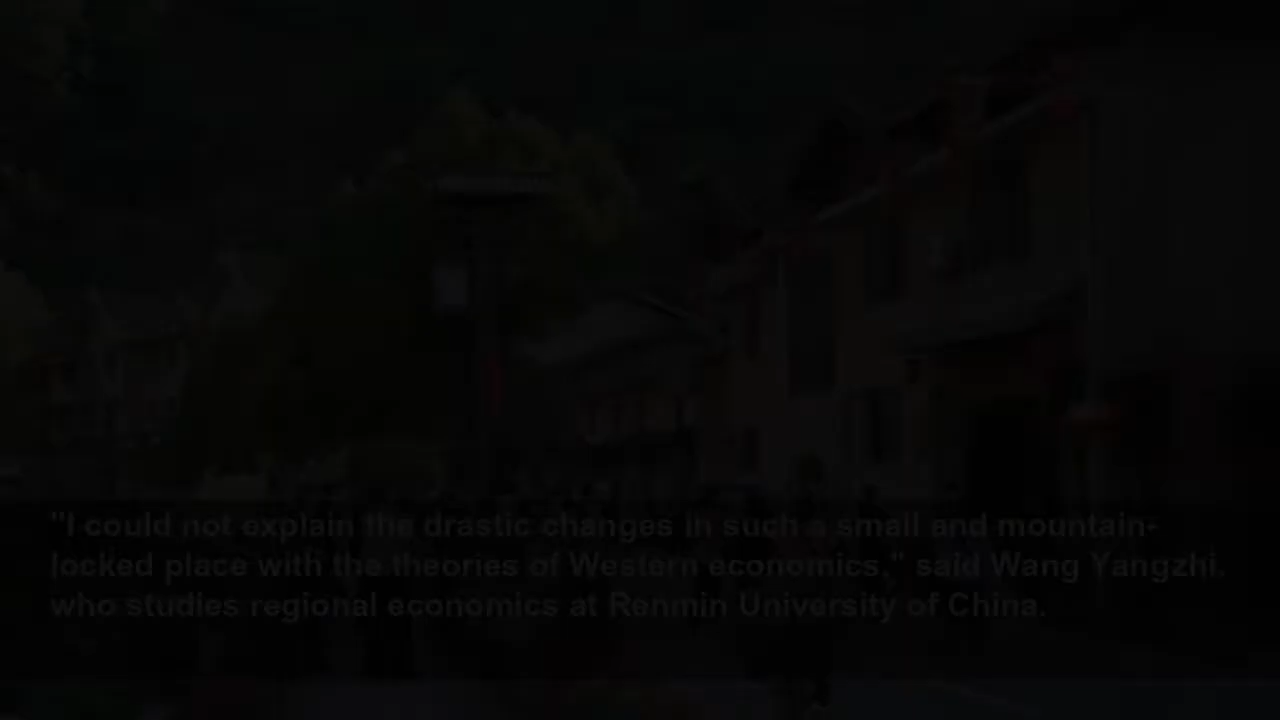 "I could not explain the drastic changes in such a small and mountain-
locked place with the theories of Western economics," said Wang Yangzhi,
who studies regional economics at Renmin University of China.